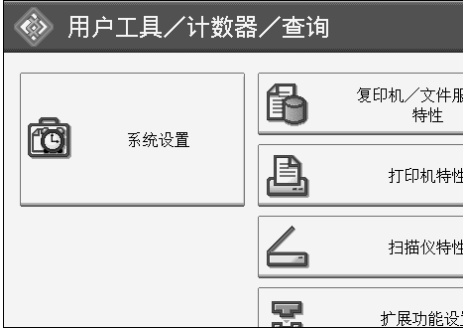 用户工具／计数器／查询
系统设置
复印机／文件服
特性
打印机特性
扫描仪特性
扩展功能设